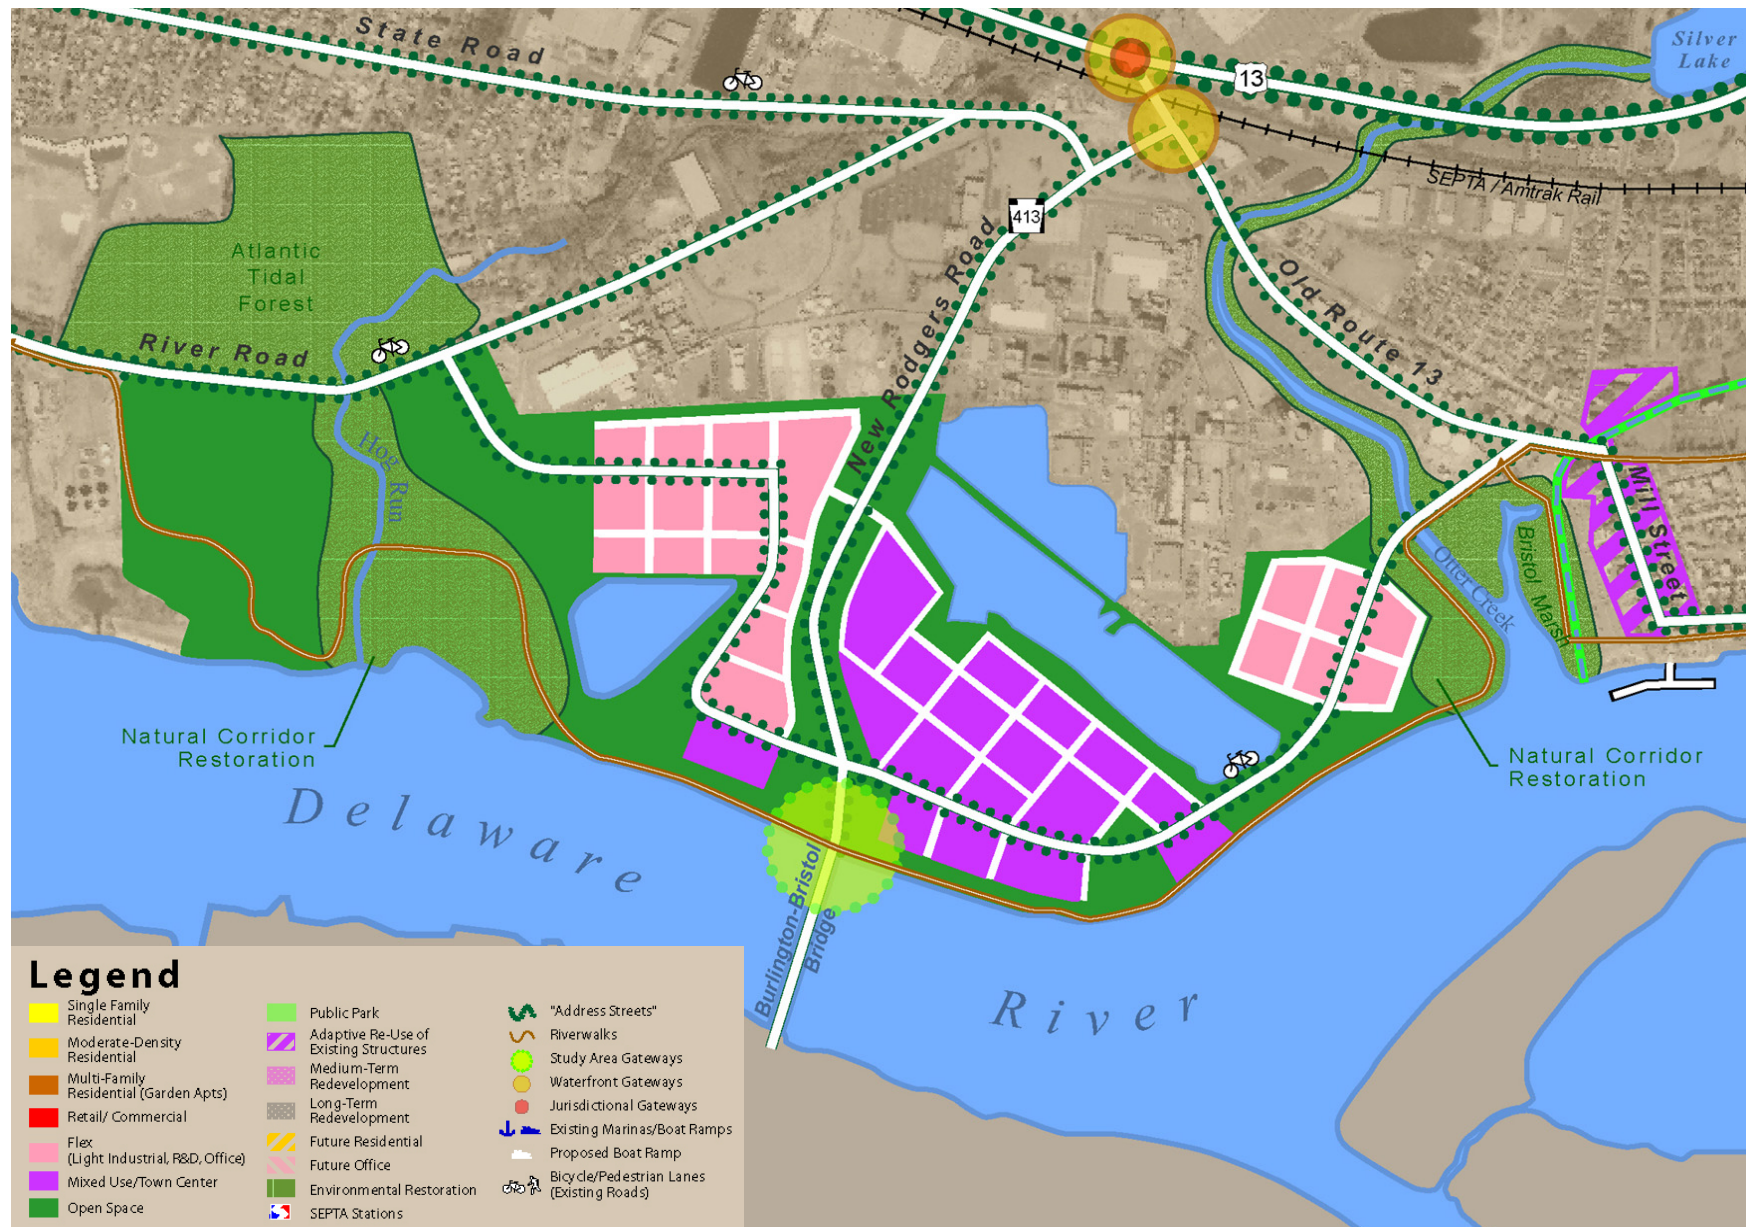 State Road
13
Silver
Lake
SEPTA / Amtrak Rail
413
Atlantic
Tidal
Forest
New Rodgers Road
Old Route 13
River Road
Hog Run
Mill Street
Otter Creek
Bristol Marsh
Natural Corridor
Restoration
Natural Corridor
Restoration
Delaware
River
Burlington-Bristol
Bridge
Legend
Single Family
Residential
Moderate-Density
Residential
Multi-Family
Residential (Garden Apts)
Retail/ Commercial
Flex
(Light Industrial, R&D, Office)
Mixed Use/Town Center
Open Space
Public Park
Adaptive Re-Use of
Existing Structures
Medium-Term
Redevelopment
Long-Term
Redevelopment
Future Residential
Future Office
Environmental Restoration
SEPTA Stations
"Address Streets"
Riverwalks
Study Area Gateways
Waterfront Gateways
Jurisdictional Gateways
Existing Marinas/Boat Ramps
Proposed Boat Ramp
Bicycle/Pedestrian Lanes
(Existing Roads)